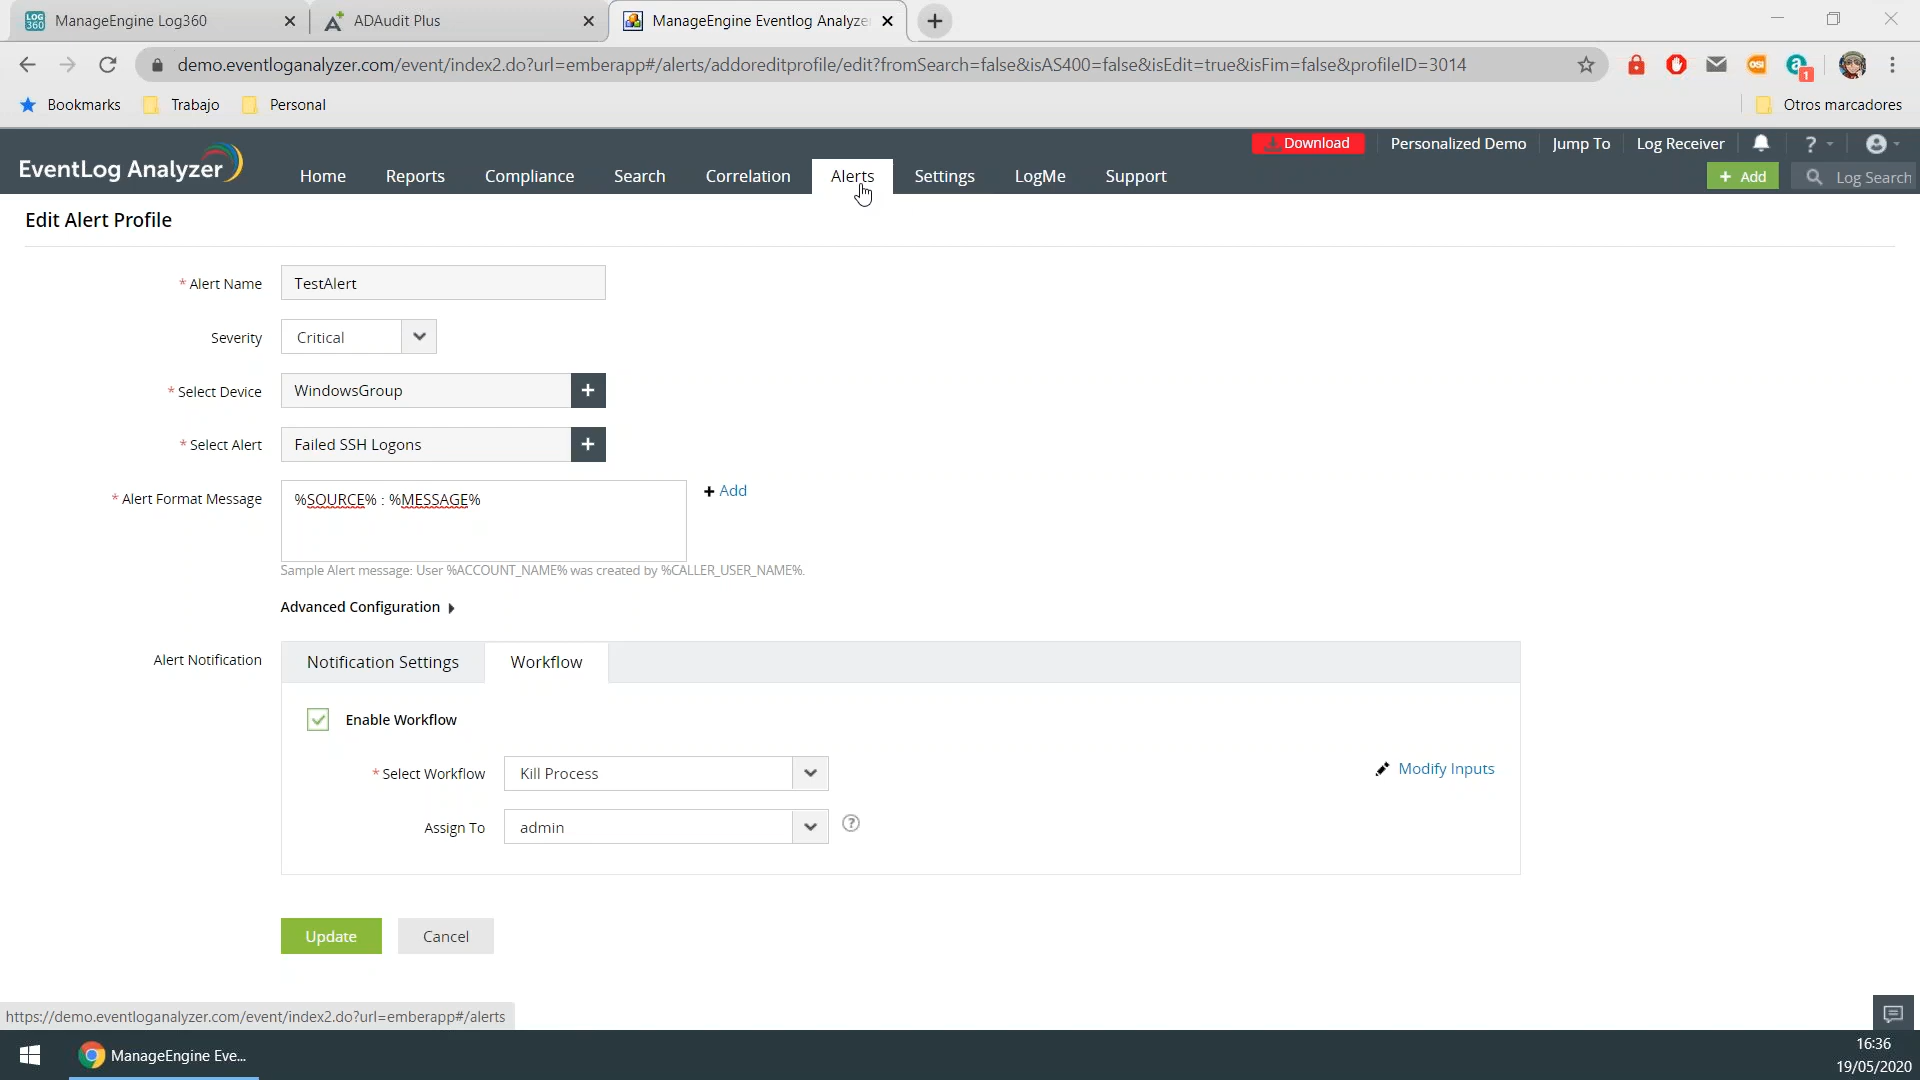 LOG 360 ManageEngine Log360
ADAudit Plus
ManageEngine Eventlog Analyze
demo.eventloganalyzer.com/event/index2.do?url=emberapp#/alerts/addoreditprofile/edit?fromSearch=false&isAS400=false&isEdit=true&isFim=false&profileID=3014
OSI
a
1
Bookmarks
Trabajo
Personal
Otros marcadores
EventLog Analyzer
Download
Personalized Demo
Jump To
Log Receiver
?
Home
Reports
Compliance
Search
Correlation
Alerts
Settings
LogMe
Support
+ Add
Log Search
Edit Alert Profile
* Alert Name
TestAlert
Severity
Critical
* Select Device
WindowsGroup
+
* Select Alert
Failed SSH Logons
+
* Alert Format Message
%SOURCE% : %MESSAGE%
+ Add
Sample Alert message: User %ACCOUNT_NAME% was created by %CALLER_USER_NAME%.
Advanced Configuration
Alert Notification
Notification Settings
Workflow
Enable Workflow
* Select Workflow
Kill Process
Modify Inputs
Assign To
admin
?
Update
Cancel
https://demo.eventloganalyzer.com/event/index2.do?url=emberapp#/alerts
ManageEngine Eve...
16:36
19/05/2020